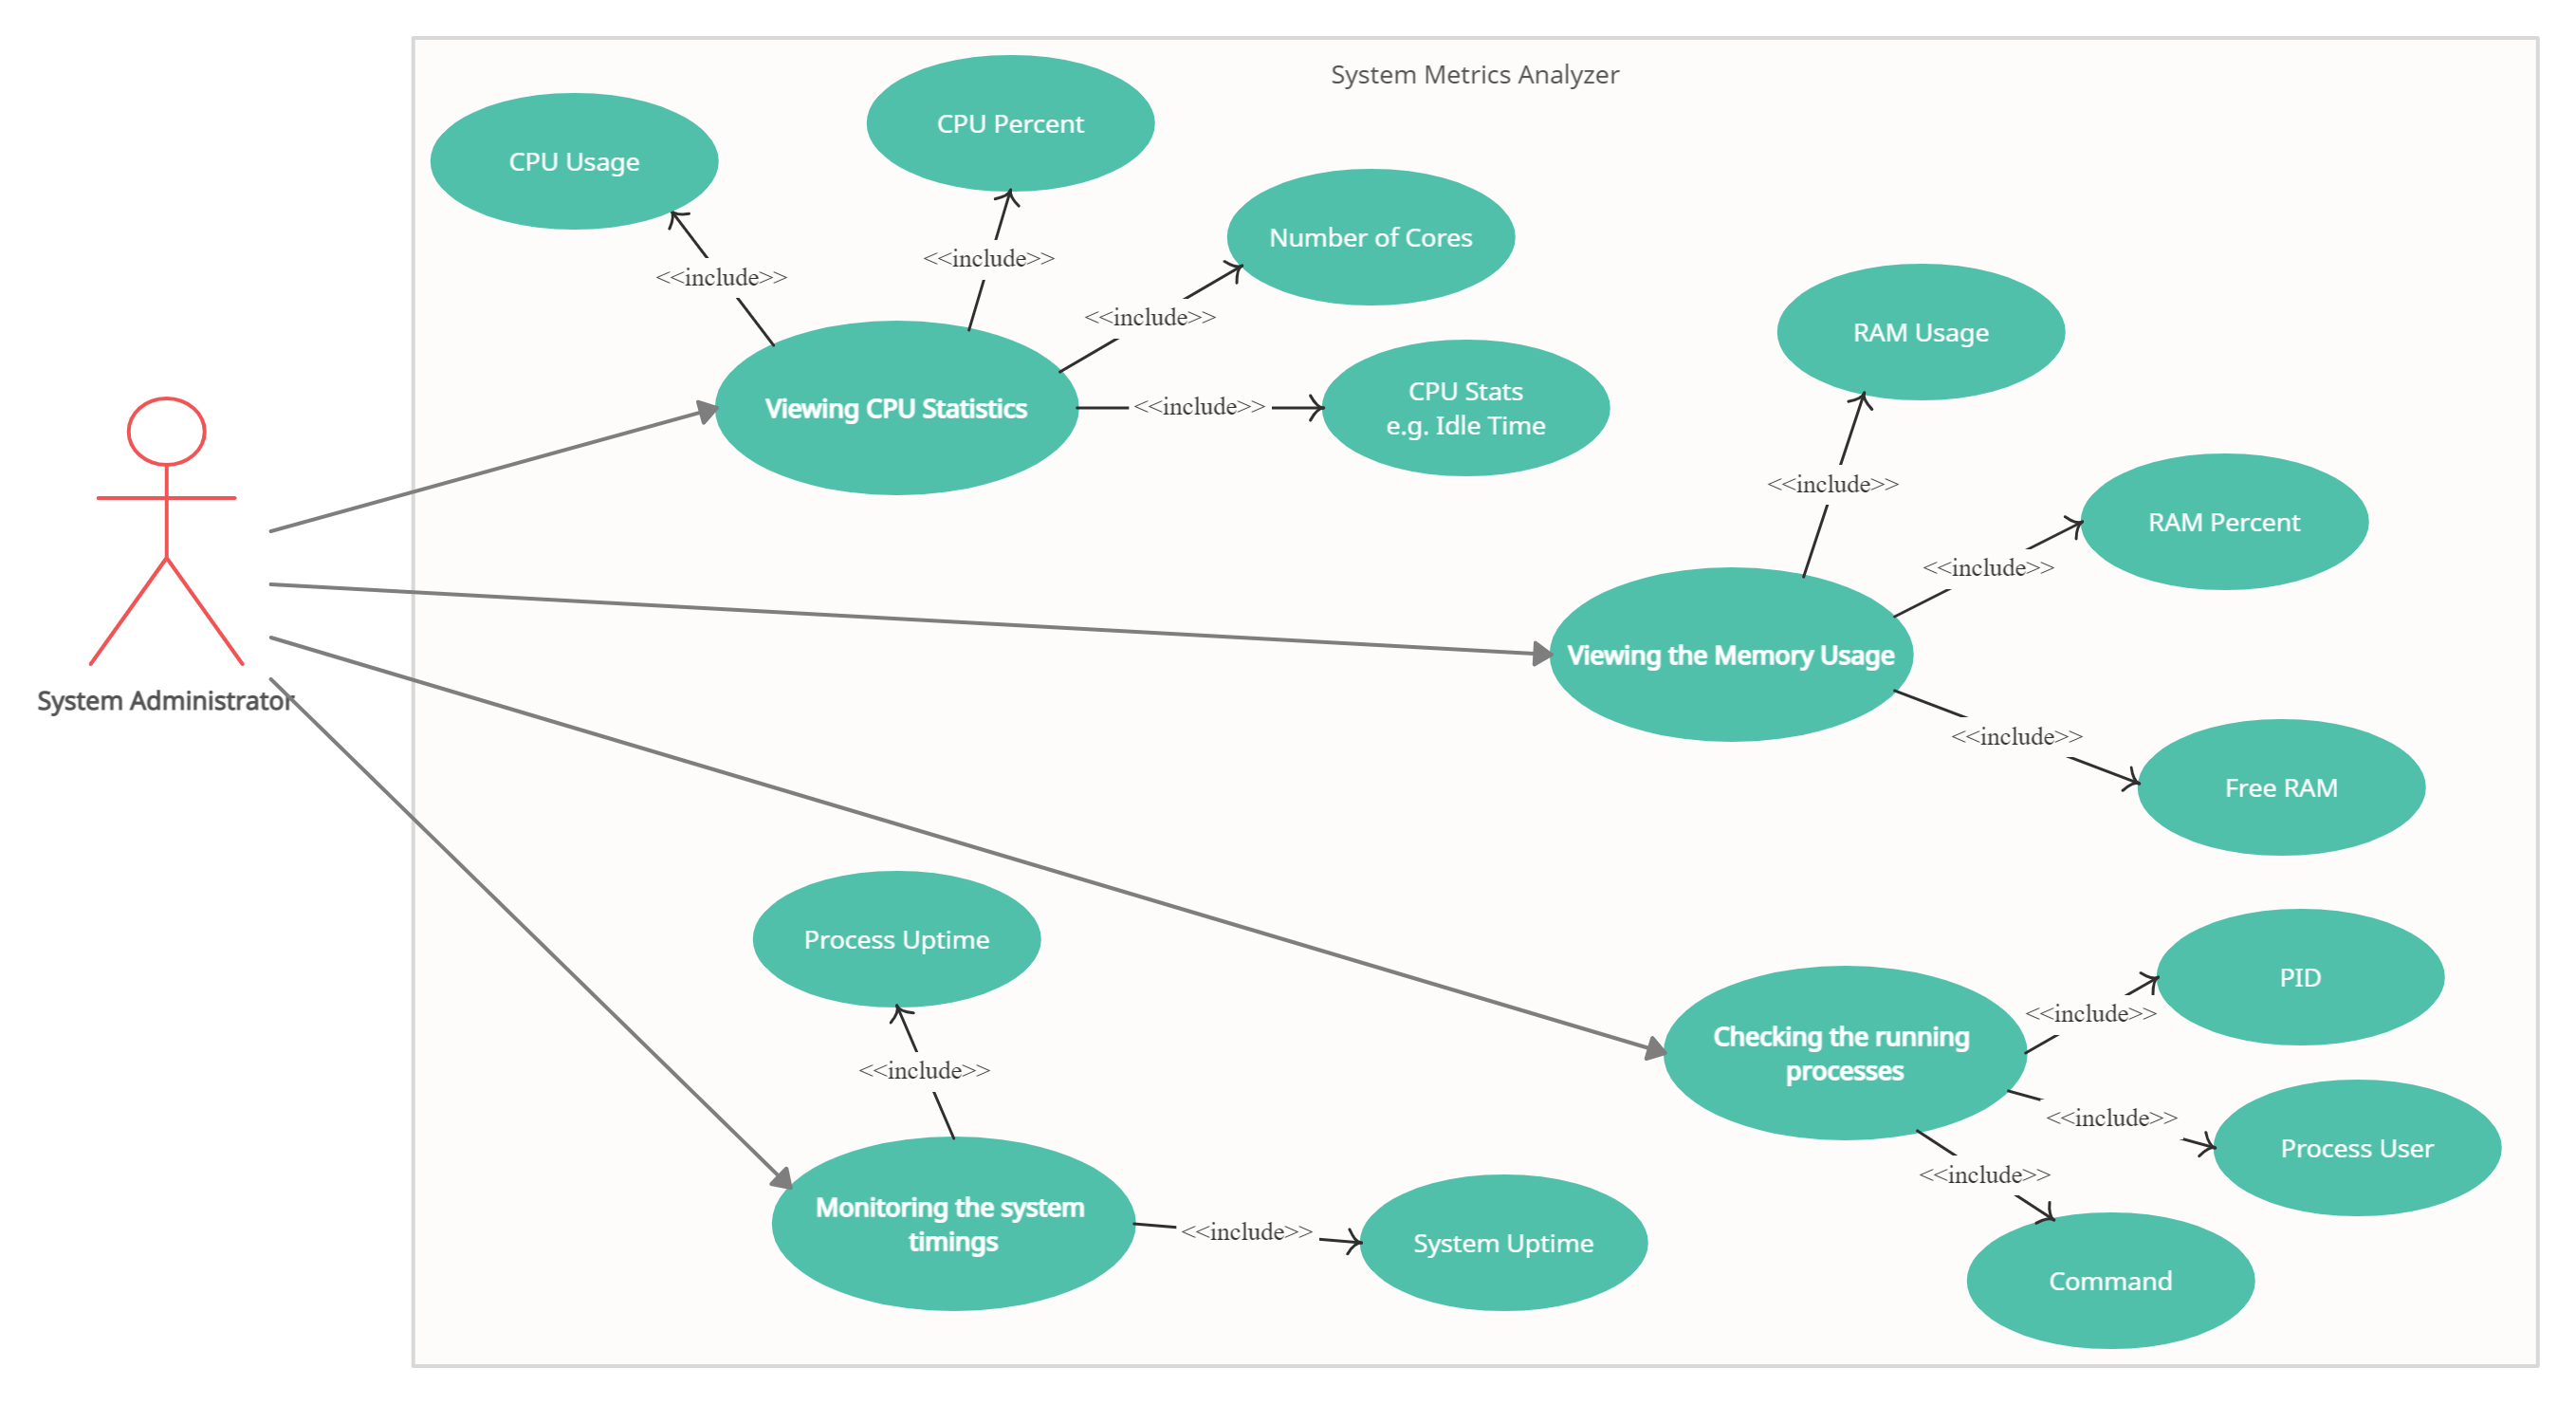 System Metrics Analyzer
CPU Percent
CPU Usage
Number of Cores
<<include>>
<<include>>
<<include>>
RAM Usage
Viewing CPU Statistics
<<include>>
CPU Stats
e.g. Idle Time
<<include>>
RAM Percent
<<include>>
Viewing the Memory Usage
System Administrator
<<include>>
Free RAM
Process Uptime
PID
<<include>>
Checking the running
processes
<<include>>
<<include>>
Process User
<<include>>
Monitoring the system
timings
<<include>>
System Uptime
Command